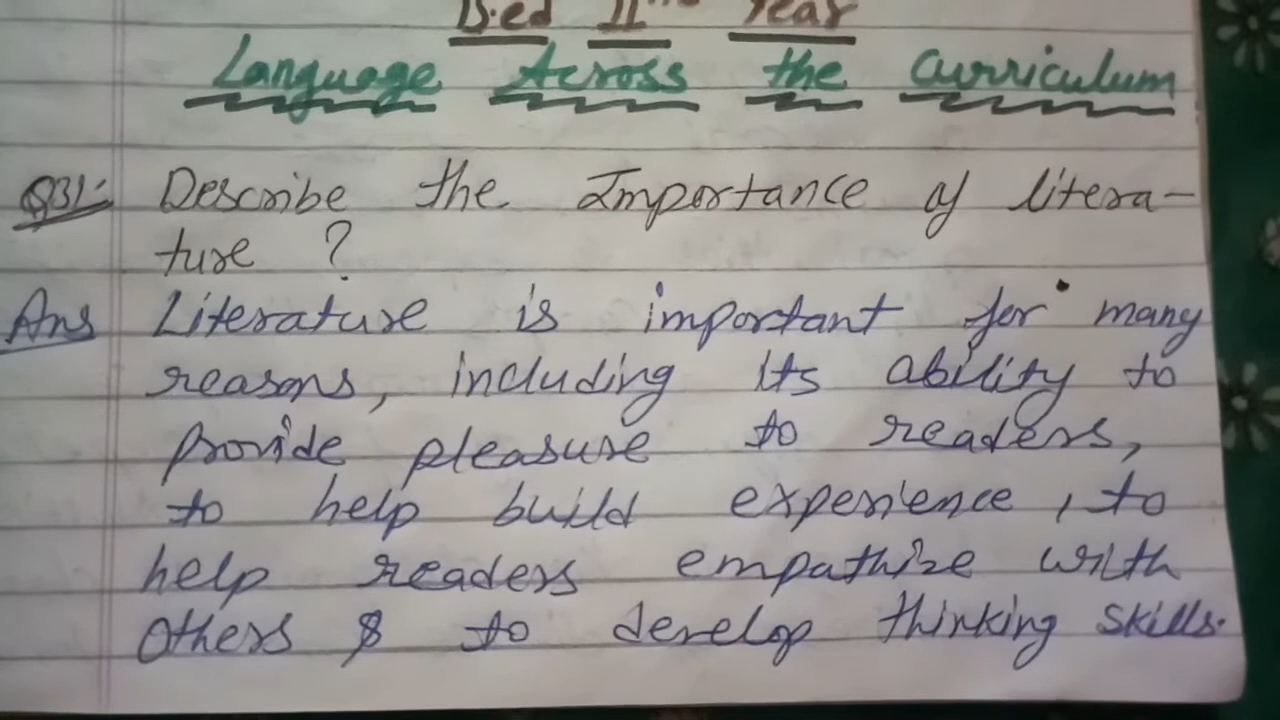 B.ed IInd Year
Language Across the Curriculum
Q31:- Describe the Importance of litera-
ture ?
Ans Literature is important for many
reasons, including its ability to
provide pleasure to readers,
to help build experience, to
help readers empathize with
others & to develop thinking skills.